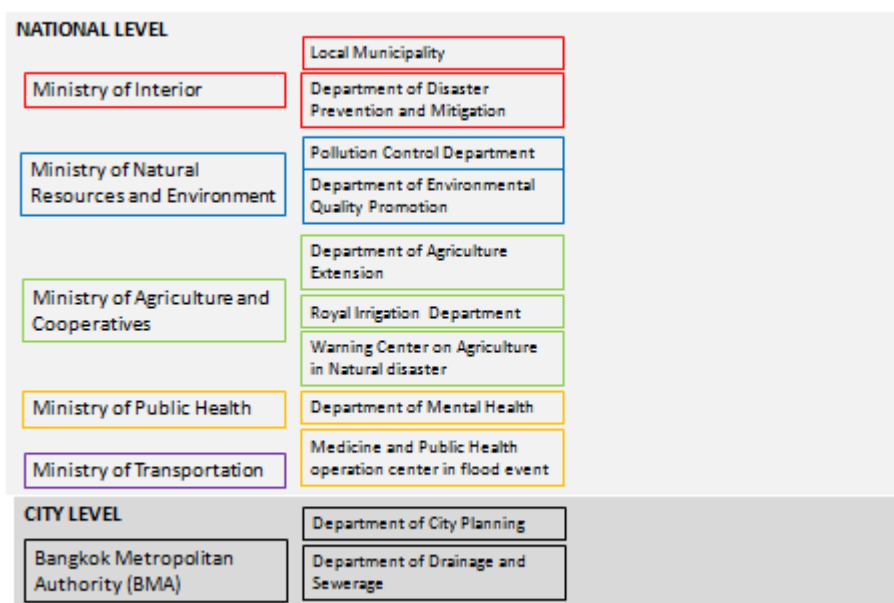 NATIONAL LEVEL
Local Municipality
Ministry of Interior
Department of Disaster
Prevention and Mitigation
Pollution Control Department
Ministry of Natural
Resources and Environment
Department of Environmental
Quality Promotion
Department of Agriculture
Extension
Ministry of Agriculture and
Cooperatives
Royal Irrigation Department
Warning Center on Agriculture
in Natural disaster
Ministry of Public Health
Department of Mental Health
Medicine and Public Health
operation center in flood event
Ministry of Transportation
CITY LEVEL
Department of City Planning
Bangkok Metropolitan
Authority (BMA)
Department of Drainage and
Sewerage